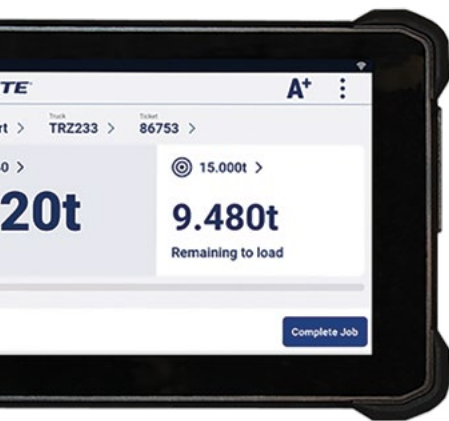 TE
A+
rt > Truck TRZ233 > Ticket 86753 >
0 >
20t
15.000t >
9.480t
Remaining to load
Complete Job